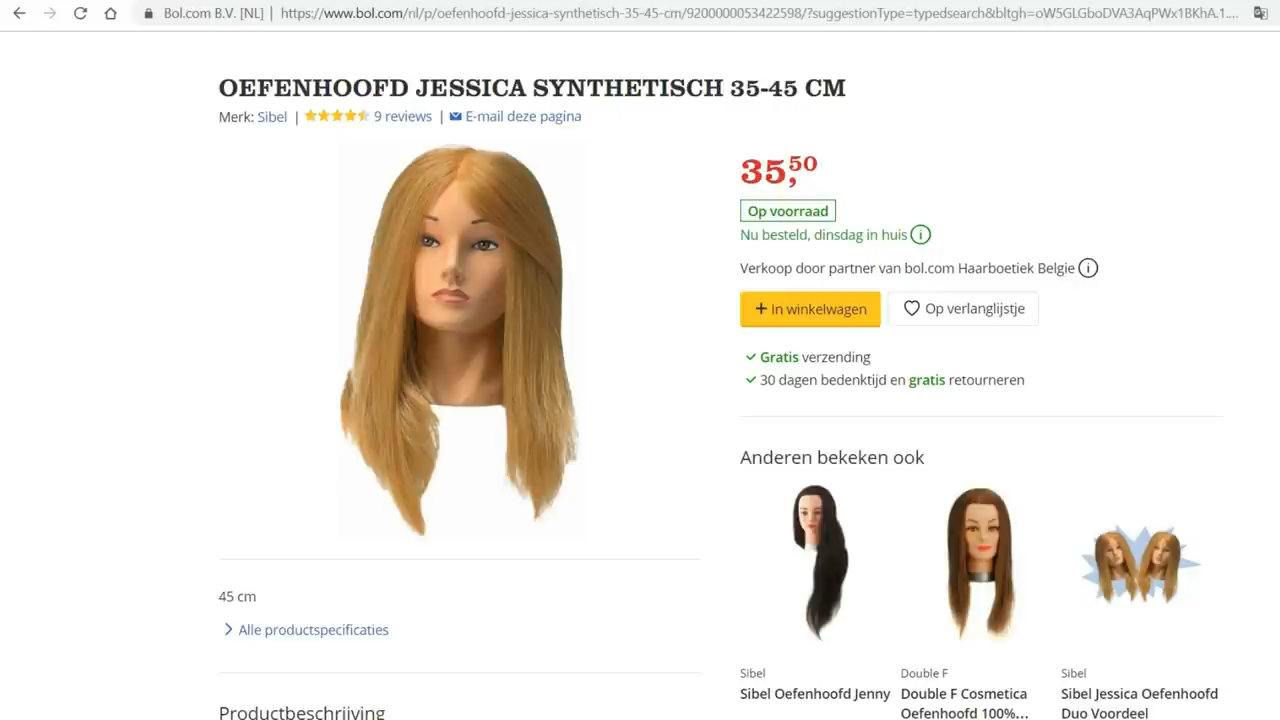 Bol.com B.V. [NL] | https://www.bol.com/nl/p/oefenhoofd-jessica-synthetisch-35-45-cm/9200000053422598/?suggestionType=typedsearch&bltgh=oW5GLGboDVA3AqPWx1BKhA.1....
OEFENHOOFD JESSICA SYNTHETISCH 35-45 CM
Merk: Sibel | 9 reviews | E-mail deze pagina
35,50
Op voorraad
Nu besteld, dinsdag in huis
Verkoop door partner van bol.com Haarboetiek Belgie
+ In winkelwagen
Op verlanglijstje
Gratis verzending
30 dagen bedenktijd en gratis retourneren
Anderen bekeken ook
45 cm
Alle productspecificaties
Productbeschrijving
Sibel
Sibel Oefenhoofd Jenny
Double F
Double F Cosmetica
Oefenhoofd 100%...
Sibel
Sibel Jessica Oefenhoofd
Duo Voordeel